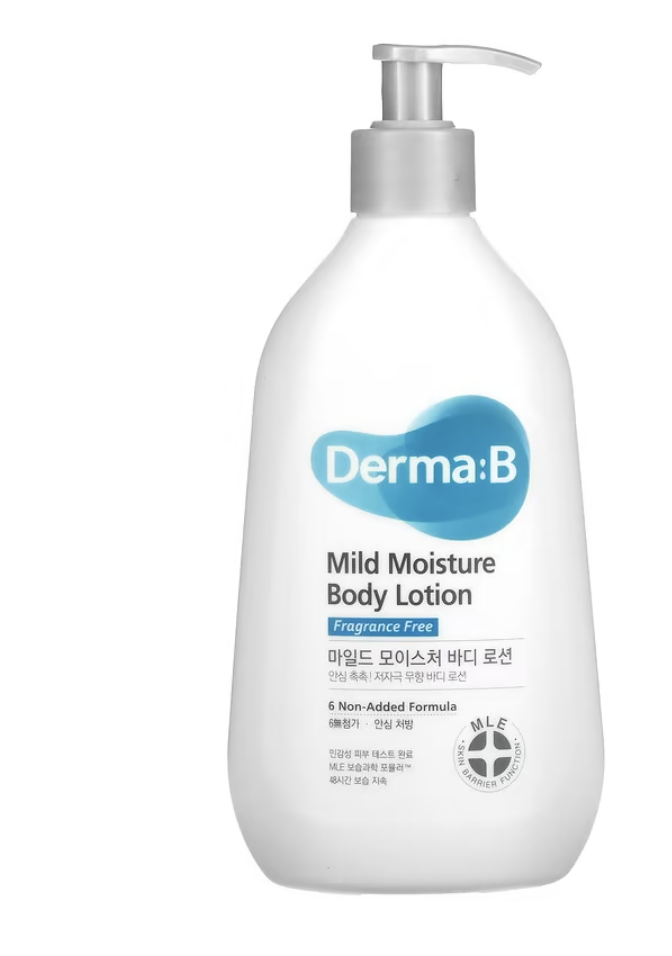 Derma:B
Mild Moisture
Body Lotion
Fragrance Free
마일드 모이스처 바디 로션
안심 촉촉! 저자극 무향 바디 로션
6 Non-Added Formula
6無첨가 · 안심 처방
인감성 피부 테스트 완료
MLE 보습과학 포뮬러™
48시간 보습 지속
MLE
• SKIN BARRIER FUNCTION •